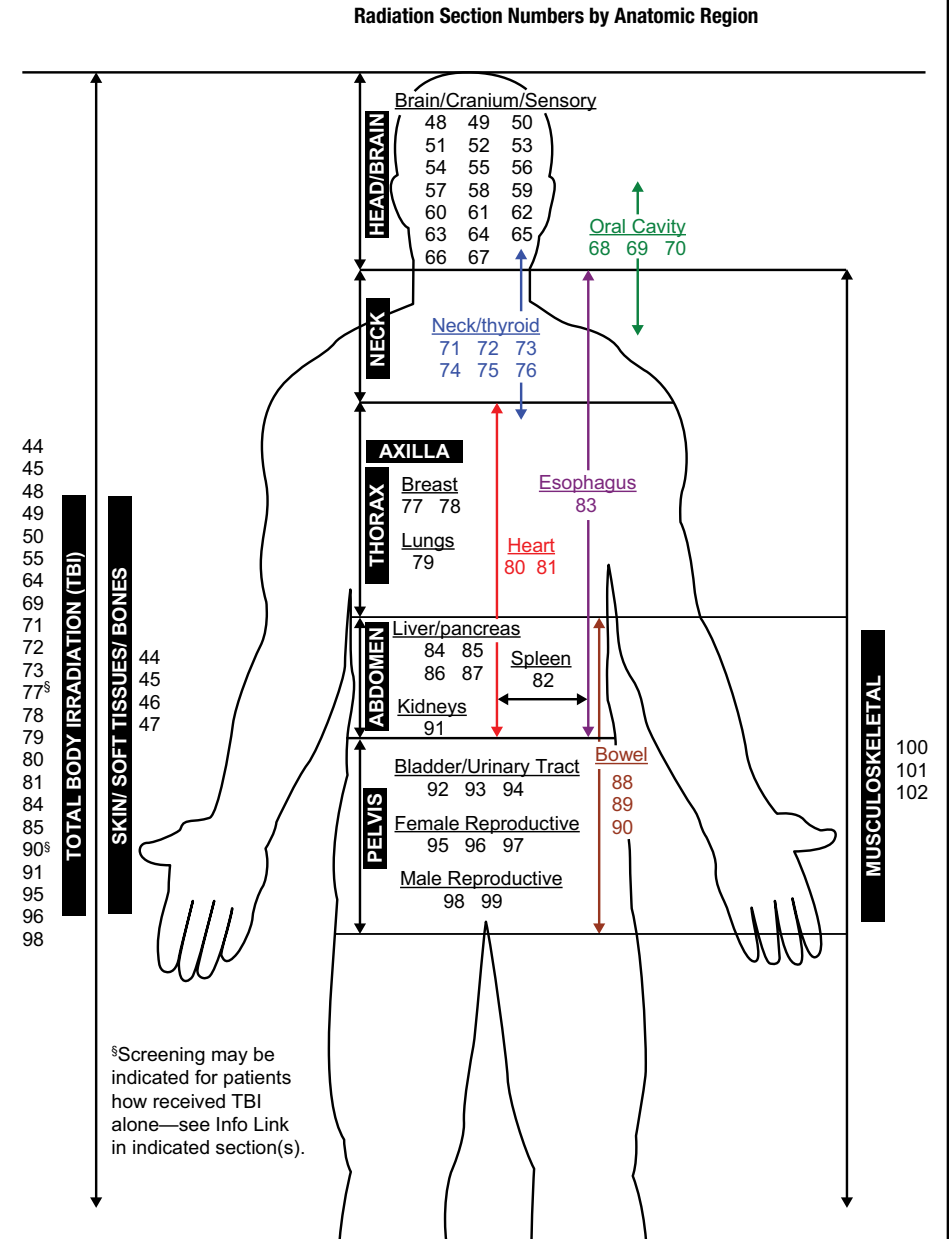 Radiation Section Numbers by Anatomic Region
HEAD/BRAIN
Brain/Cranium/Sensory
48 49 50
51 52 53
54 55 56
57 58 59
60 61 62
63 64 65
66 67
Oral Cavity
68 69 70
NECK
Neck/thyroid
71 72 73
74 75 76
AXILLA
THORAX
Breast
77 78
Lungs
79
Heart
80 81
Esophagus
83
ABDOMEN
Liver/pancreas
84 85
86 87
Spleen
82
Kidneys
91
PELVIS
Bladder/Urinary Tract
92 93 94
Female Reproductive
95 96 97
Male Reproductive
98 99
Bowel
88
89
90
44
45
48
49
50
55
64
69
71
72
73
77§
78
79
80
81
84
85
90§
91
95
96
98
TOTAL BODY IRRADIATION (TBI)
SKIN/ SOFT TISSUES/ BONES
44
45
46
47
MUSCULOSKELETAL
100
101
102
§Screening may be
indicated for patients
how received TBI
alone—see Info Link
in indicated section(s).